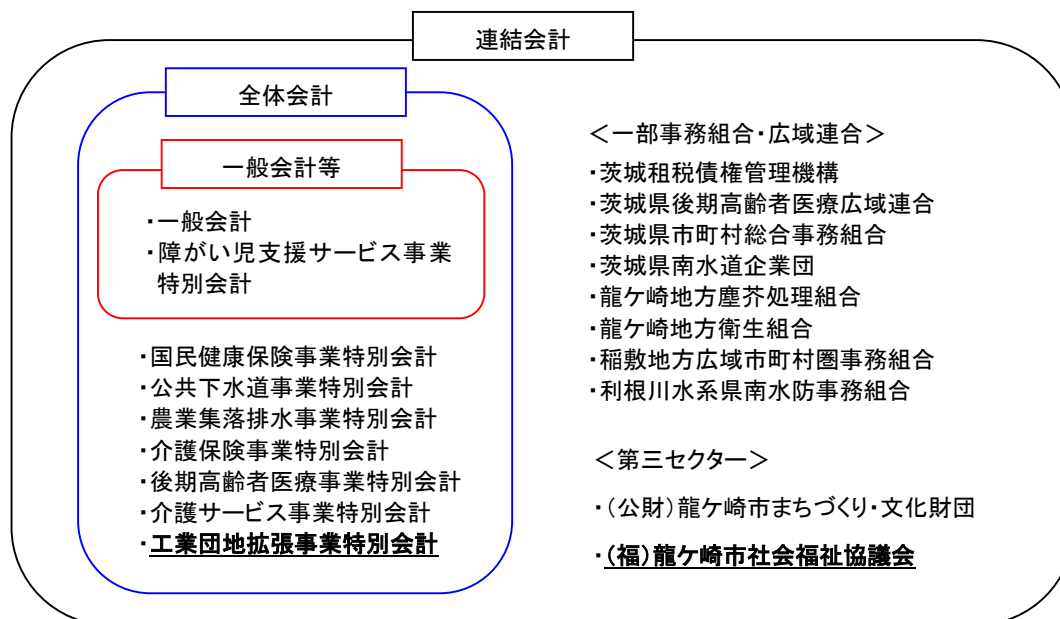 連結会計
全体会計
一般会計等
・一般会計
・障がい児支援サービス事業
特別会計
・国民健康保険事業特別会計
・公共下水道事業特別会計
・農業集落排水事業特別会計
・介護保険事業特別会計
・後期高齢者医療事業特別会計
・介護サービス事業特別会計
・工業団地拡張事業特別会計
＜一部事務組合・広域連合＞
・茨城租税債権管理機構
・茨城県後期高齢者医療広域連合
・茨城県市町村総合事務組合
・茨城県南水道企業団
・龍ケ崎地方塵芥処理組合
・龍ケ崎地方衛生組合
・稲敷地方広域市町村圏事務組合
・利根川水系県南水防事務組合
＜第三セクター＞
・（公財）龍ケ崎市まちづくり・文化財団
・（福）龍ケ崎市社会福祉協議会